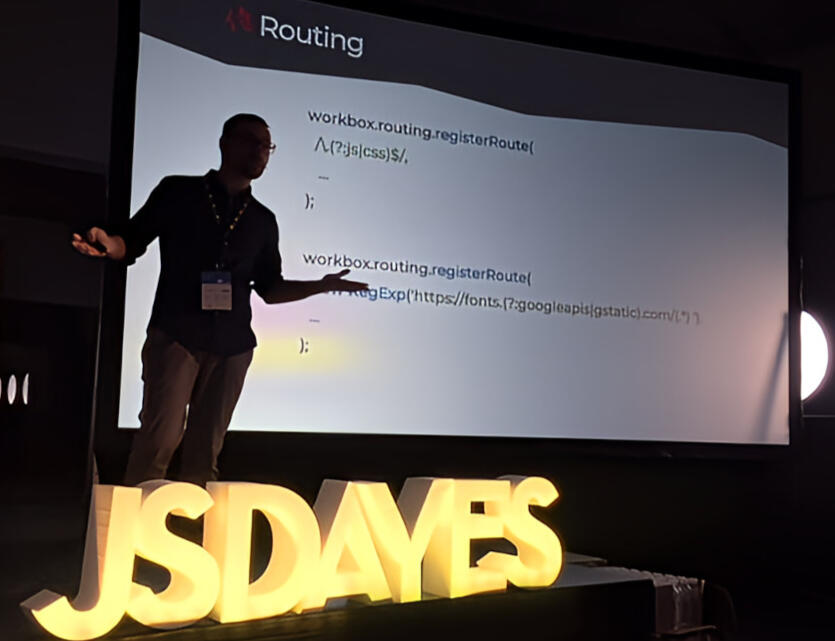 Routing
workbox.routing.registerRoute(
/\.(?:js|css)$/,
...
);
workbox.routing.registerRoute(
RegExp('https://fonts.(?:googleapis|gstatic).com/(.*)')
...
);
JSDAYES